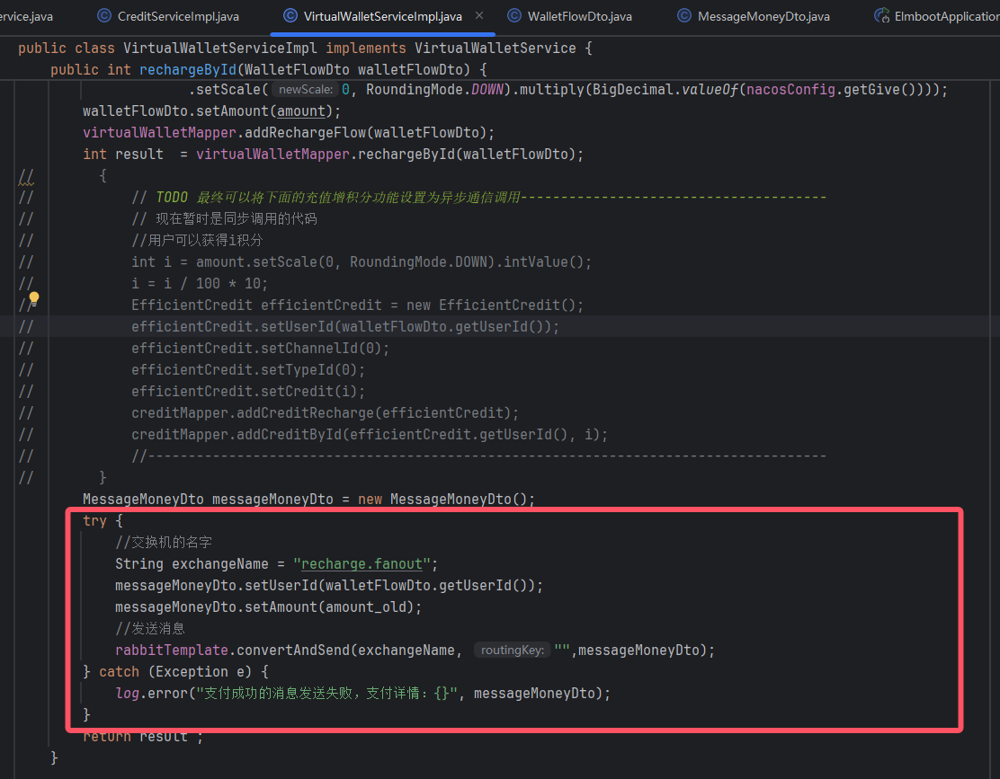 ervice.java CreditServiceImpl.java VirtualWalletServiceImpl.java × WalletFlowDto.java MessageMoneyDto.java ElmbootApplication
public class VirtualWalletServiceImpl implements VirtualWalletService {
public int rechargeById(WalletFlowDto walletFlowDto) {
.setScale( newScale: 0, RoundingMode.DOWN).multiply(BigDecimal.valueOf(nacosConfig.getGive())));
walletFlowDto.setAmount(amount);
virtualWalletMapper.addRechargeFlow(walletFlowDto);
int result  = virtualWalletMapper.rechargeById(walletFlowDto);
// {
// // TODO 最终可以将下面的充值增积分功能设置为异步通信调用--------------------------------------
// // 现在暂时是同步调用的代码
// //用户可以获得i积分
// int i = amount.setScale(0, RoundingMode.DOWN).intValue();
// i = i / 100 * 10;
// EfficientCredit efficientCredit = new EfficientCredit();
// efficientCredit.setUserId(walletFlowDto.getUserId());
// efficientCredit.setChannelId(0);
// efficientCredit.setTypeId(0);
// efficientCredit.setCredit(i);
// creditMapper.addCreditRecharge(efficientCredit);
// creditMapper.addCreditById(efficientCredit.getUserId(), i);
// //------------------------------------------------------------------------------------
// }
MessageMoneyDto messageMoneyDto = new MessageMoneyDto();
try {
//交换机的名字
String exchangeName = "recharge.fanout";
messageMoneyDto.setUserId(walletFlowDto.getUserId());
messageMoneyDto.setAmount(amount_old);
//发送消息
rabbitTemplate.convertAndSend(exchangeName, routingKey: "",messageMoneyDto);
} catch (Exception e) {
log.error("支付成功的消息发送失败，支付详情：{}", messageMoneyDto);
}
return result ;
}